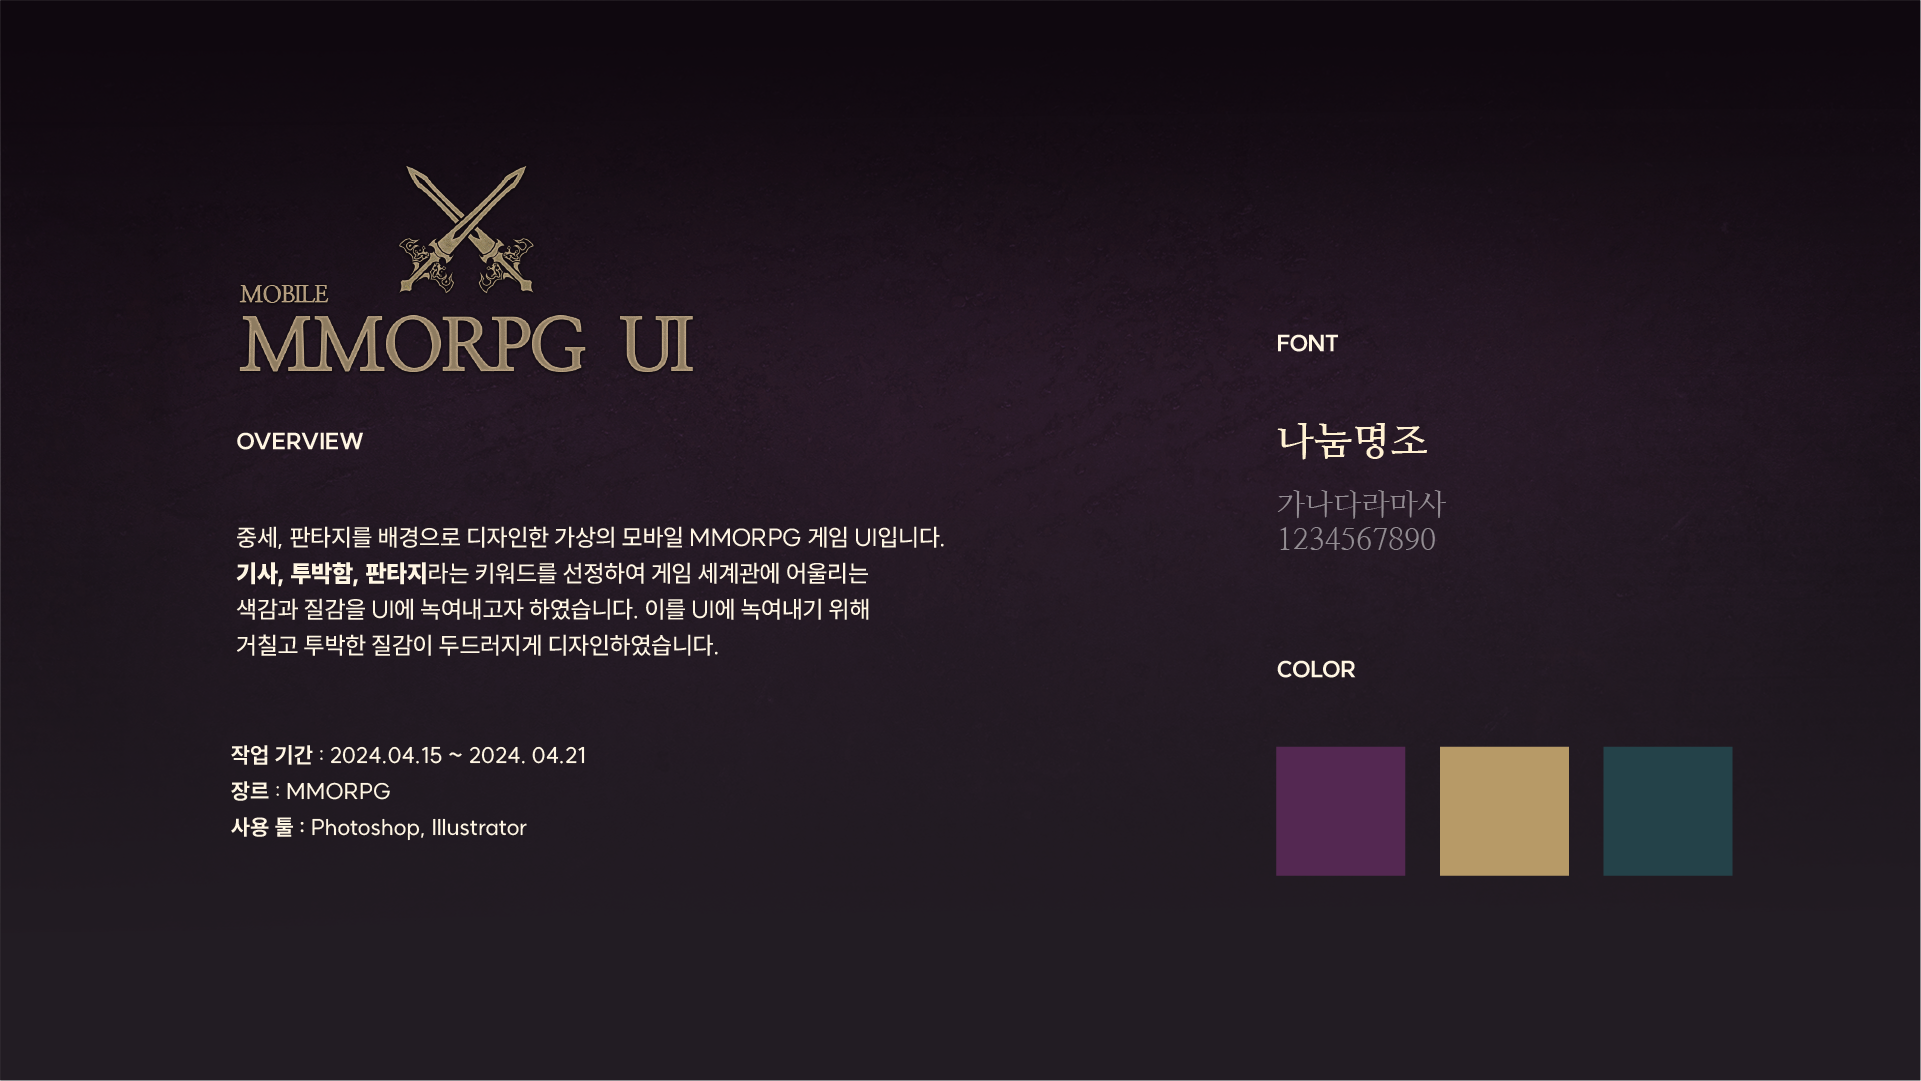 MOBILE
MMORPG UI
OVERVIEW
중세, 판타지를 배경으로 디자인한 가상의 모바일 MMORPG 게임 UI입니다.
기사, 투박함, 판타지라는 키워드를 선정하여 게임 세계관에 어울리는
색감과 질감을 UI에 녹여내고자 하였습니다. 이를 UI에 녹여내기 위해
거칠고 투박한 질감이 두드러지게 디자인하였습니다.
작업 기간 : 2024.04.15 ~ 2024. 04.21
장르 : MMORPG
사용 툴 : Photoshop, Illustrator
FONT
나눔명조
가나다라마사
1234567890
COLOR